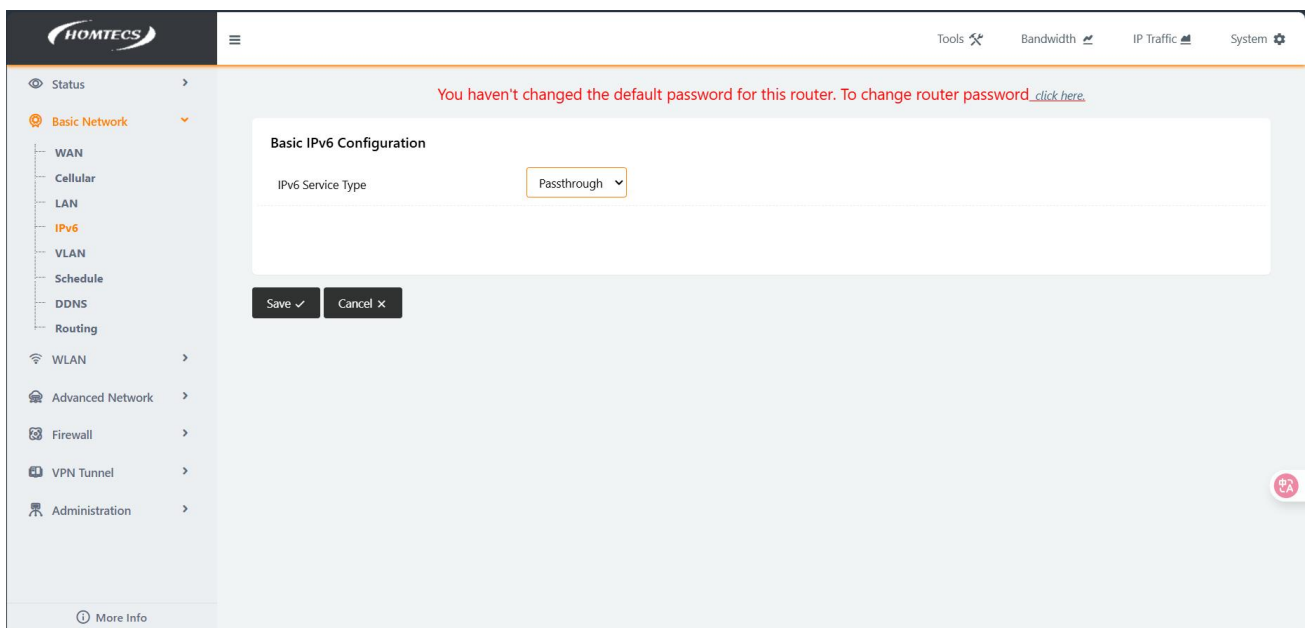 HOMTECS
Tools
Bandwidth
IP Traffic
System
Status
Basic Network
WAN
Cellular
LAN
IPv6
VLAN
Schedule
DDNS
Routing
WLAN
Advanced Network
Firewall
VPN Tunnel
Administration
More Info
You haven't changed the default password for this router. To change router password click here.
Basic IPv6 Configuration
IPv6 Service Type
Passthrough
Save
Cancel
中
A